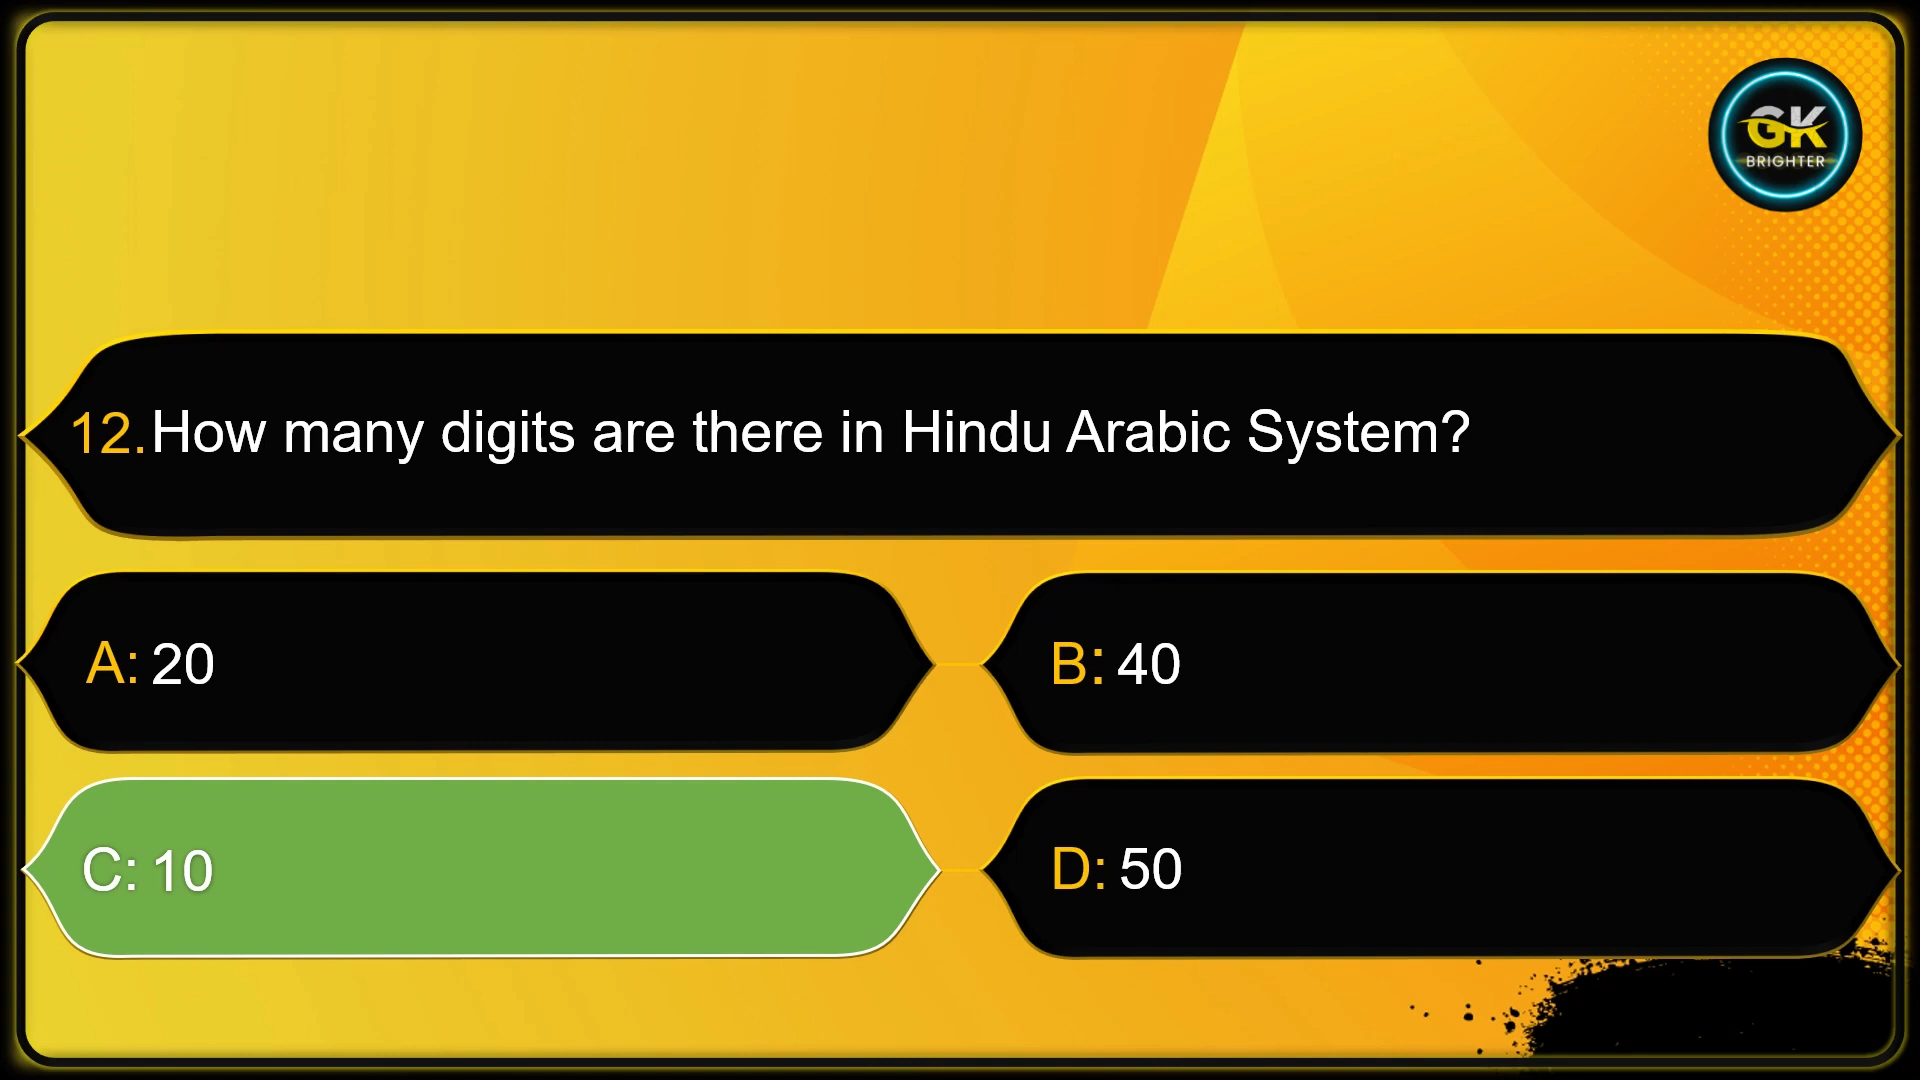 GK
BRIGHTER
12. How many digits are there in Hindu Arabic System?
A: 20
B: 40
C: 10
D: 50